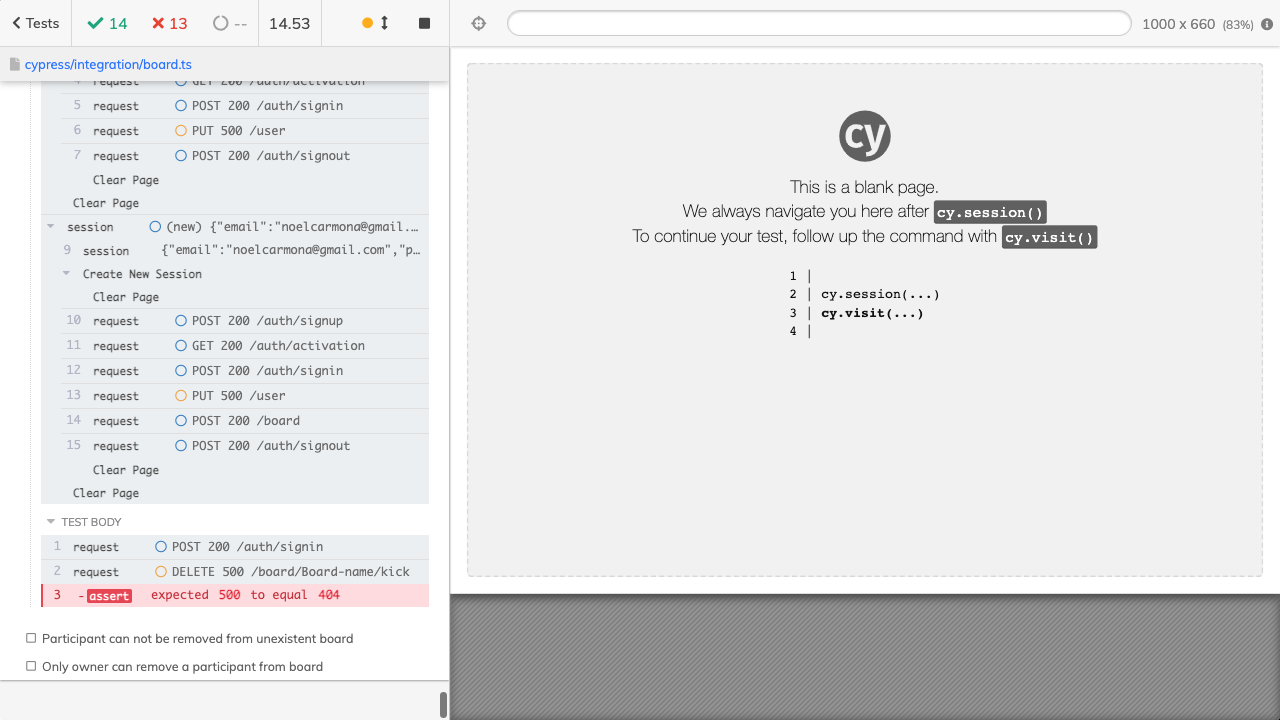 Tests
14
13
--
14.53
1000 x 660 (83%)
cypress/integration/board.ts
4 request GET 200 /auth/activation
5 request POST 200 /auth/signin
6 request PUT 500 /user
7 request POST 200 /auth/signout
Clear Page
Clear Page
session (new) {"email":"noelcarmona@gmail.…
9 session {"email":"noelcarmona@gmail.com","p…
Create New Session
Clear Page
10 request POST 200 /auth/signup
11 request GET 200 /auth/activation
12 request POST 200 /auth/signin
13 request PUT 500 /user
14 request POST 200 /board
15 request POST 200 /auth/signout
Clear Page
Clear Page
TEST BODY
1 request POST 200 /auth/signin
2 request DELETE 500 /board/Board-name/kick
3 -assert expected 500 to equal 404
Participant can not be removed from unexistent board
Only owner can remove a participant from board
cy
This is a blank page.
We always navigate you here after cy.session()
To continue your test, follow up the command with cy.visit()
1 |
2 | cy.session(...)
3 | cy.visit(...)
4 |